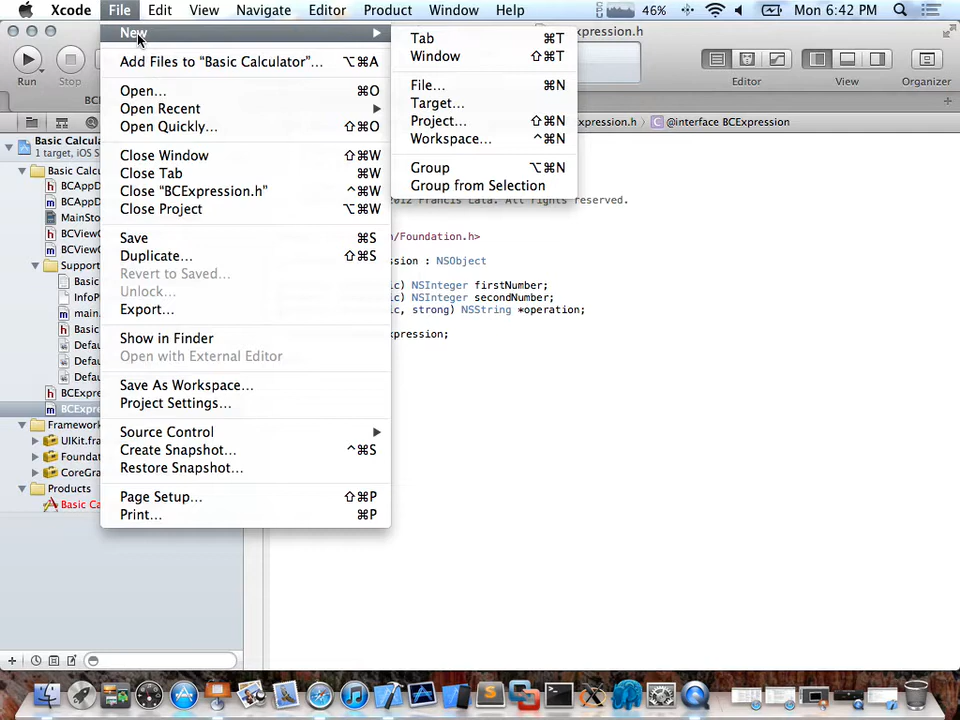 Xcode File Edit View Navigate Editor Product Window Help 46% Mon 6:42 PM
xpression.h
Run Stop Editor View Organizer
BCE
xpression.h @interface BCExpression
New
Add Files to “Basic Calculator”... ⌥⌘A
Open... ⌘O
Open Recent
Open Quickly... ⇧⌘O
Close Window ⇧⌘W
Close Tab ⌘W
Close “BCExpression.h” ^⌘W
Close Project ⌥⌘W
Save ⌘S
Duplicate... ⇧⌘S
Revert to Saved...
Unlock...
Export...
Show in Finder
Open with External Editor
Save As Workspace...
Project Settings...
Source Control
Create Snapshot... ^⌘S
Restore Snapshot...
Page Setup... ⇧⌘P
Print... ⌘P
Tab ⌘T
Window ⇧⌘T
File... ⌘N
Target...
Project... ⇧⌘N
Workspace... ^⌘N
Group ⌥⌘N
Group from Selection
Basic Calcu
1 target, iOS S
Basic Calcu
BCAppD
BCAppD
MainSto
BCViewC
BCViewC
Support
Basic
InfoP
main.
Basic
Defau
Defau
Defau
BCExpre
BCExpre
Framework
UIKit.fra
Founda
CoreGra
Products
Basic Ca
2012 Francis Lata. All rights reserved.
n/Foundation.h>
ession : NSObject
ic) NSInteger firstNumber;
ic) NSInteger secondNumber;
ic, strong) NSString *operation;
xpression;